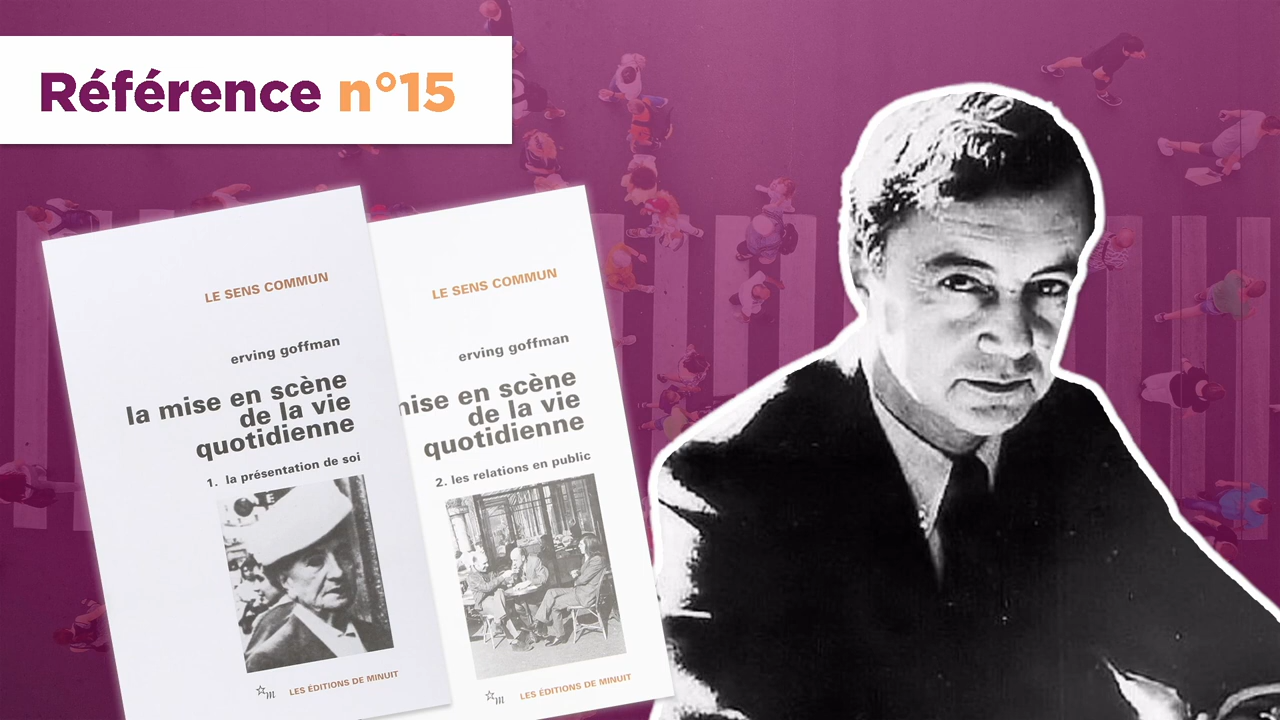 Référence n°15
LE SENS COMMUN
erving goffman
la mise en scène
de la vie
quotidienne
1. la présentation de soi
LES ÉDITIONS DE MINUIT
LE SENS COMMUN
erving goffman
mise en scène
de la vie
quotidienne
2. les relations en public
LES ÉDITIONS DE MINUIT